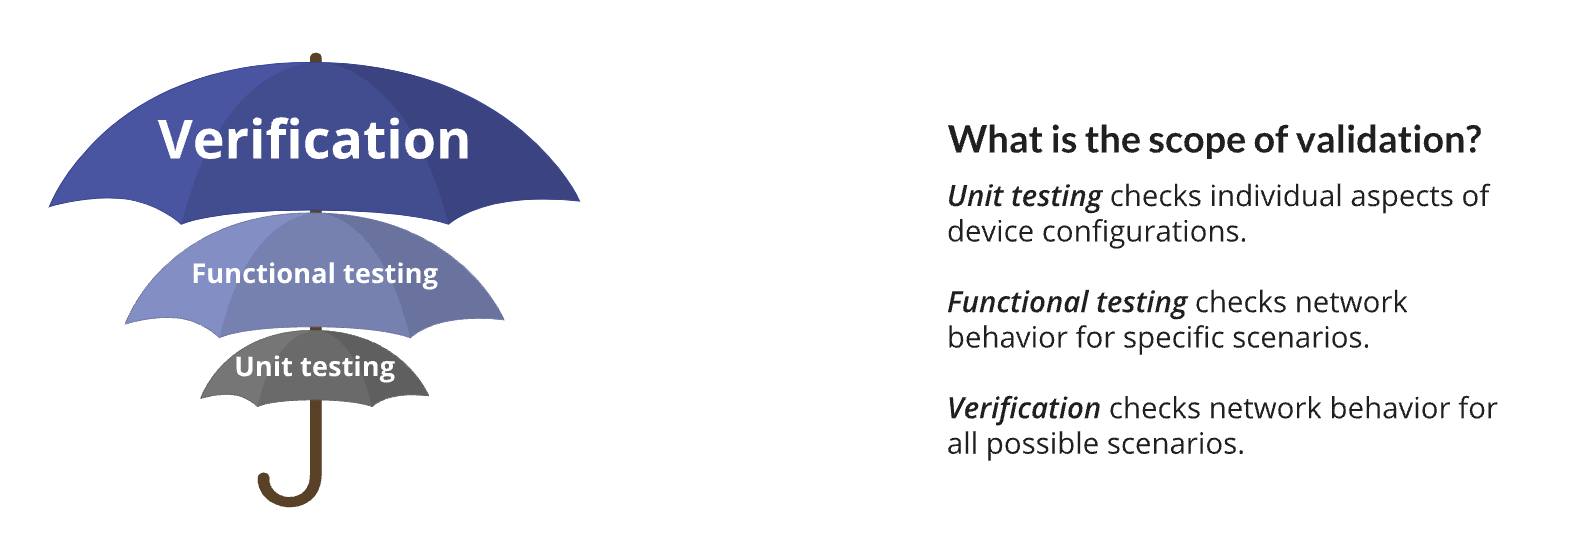 Verification
Functional testing
Unit testing
What is the scope of validation?
Unit testing checks individual aspects of
device configurations.
Functional testing checks network
behavior for specific scenarios.
Verification checks network behavior for
all possible scenarios.